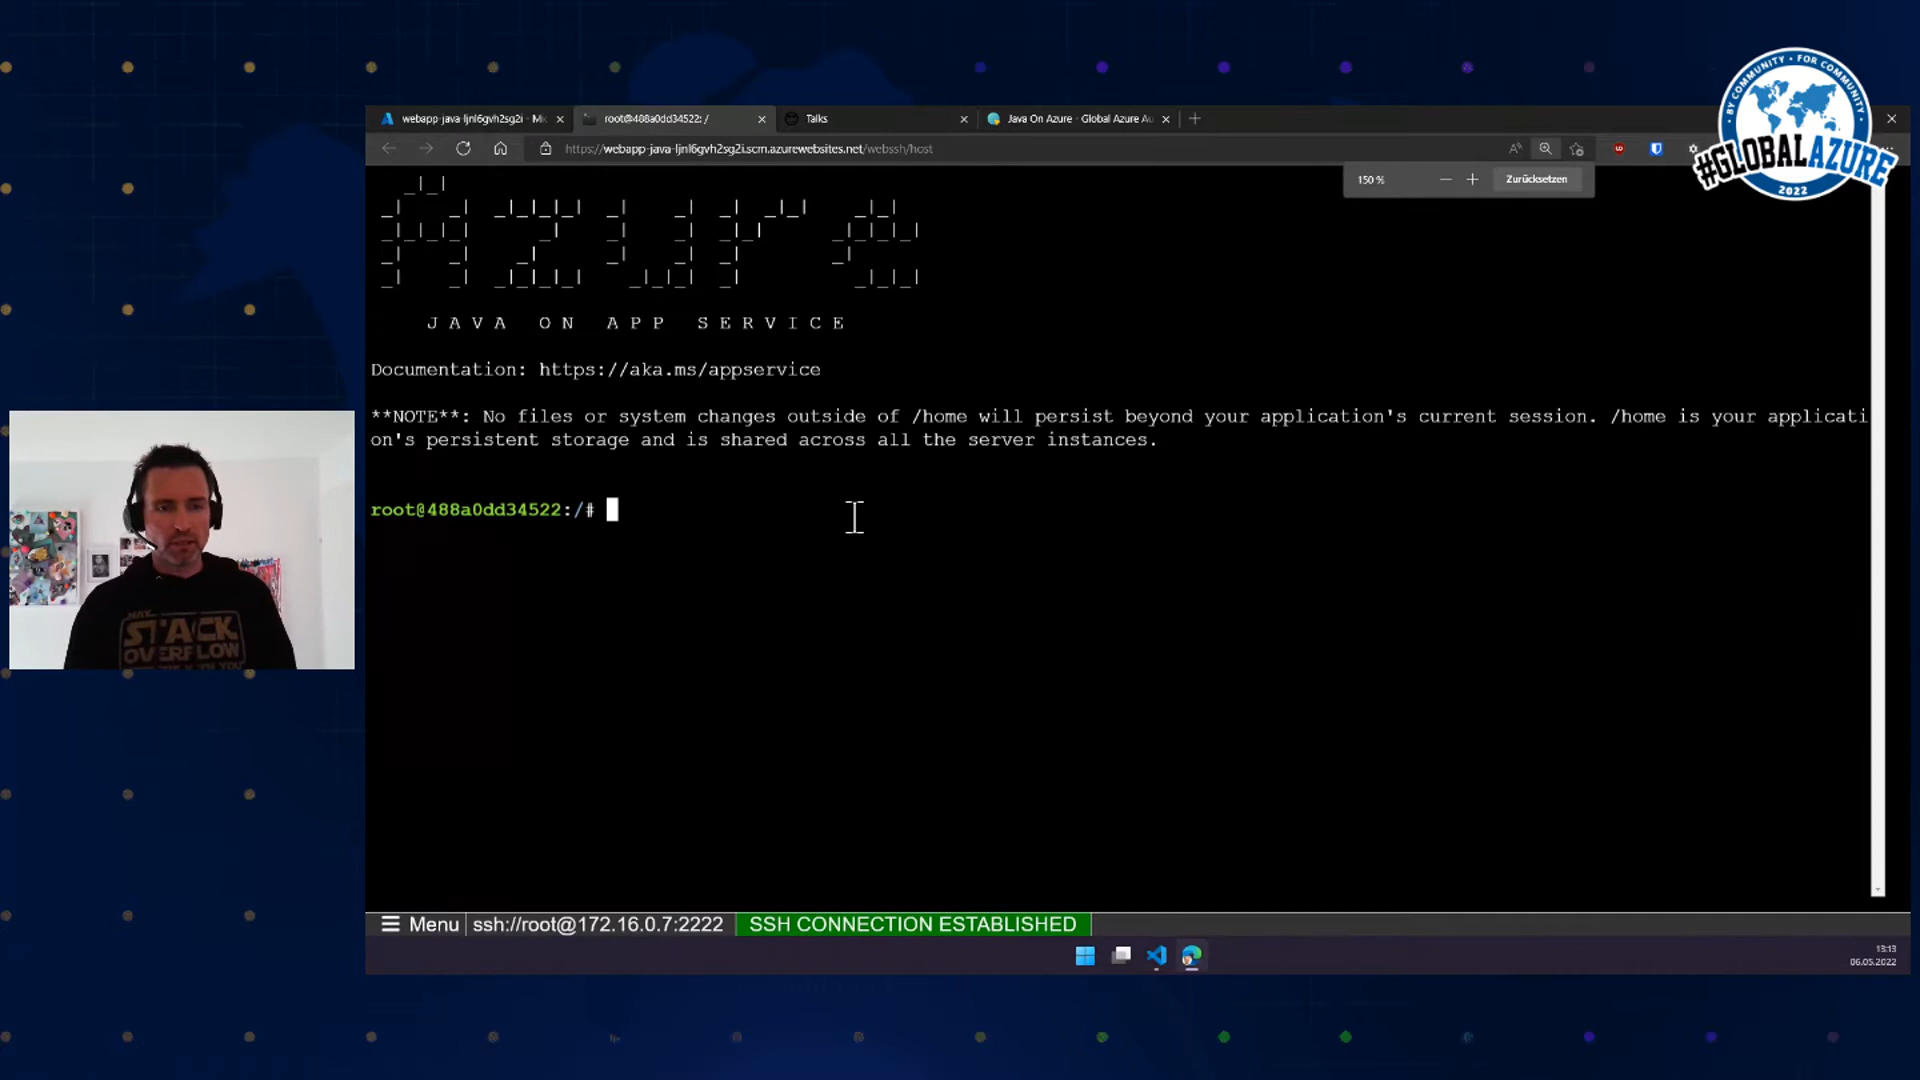 BY COMMUNITY • FOR COMMUNITY
#GLOBALAZURE
2022
root@488a0dd34522: /
Talks
Java On Azure - Global Azure Au
https://webapp-java-ljnl6gvh2sg2i.scm.azurewebsites.net/webssh/host
150 %
Zurücksetzen
Azure
JAVA ON APP SERVICE
Documentation: https://aka.ms/appservice
**NOTE**: No files or system changes outside of /home will persist beyond your application's current session. /home is your applicati
on's persistent storage and is shared across all the server instances.
root@488a0dd34522:/#
STACK
OVERFLOW
Menu
ssh://root@172.16.0.7:2222
SSH CONNECTION ESTABLISHED
13:13
06.05.2022